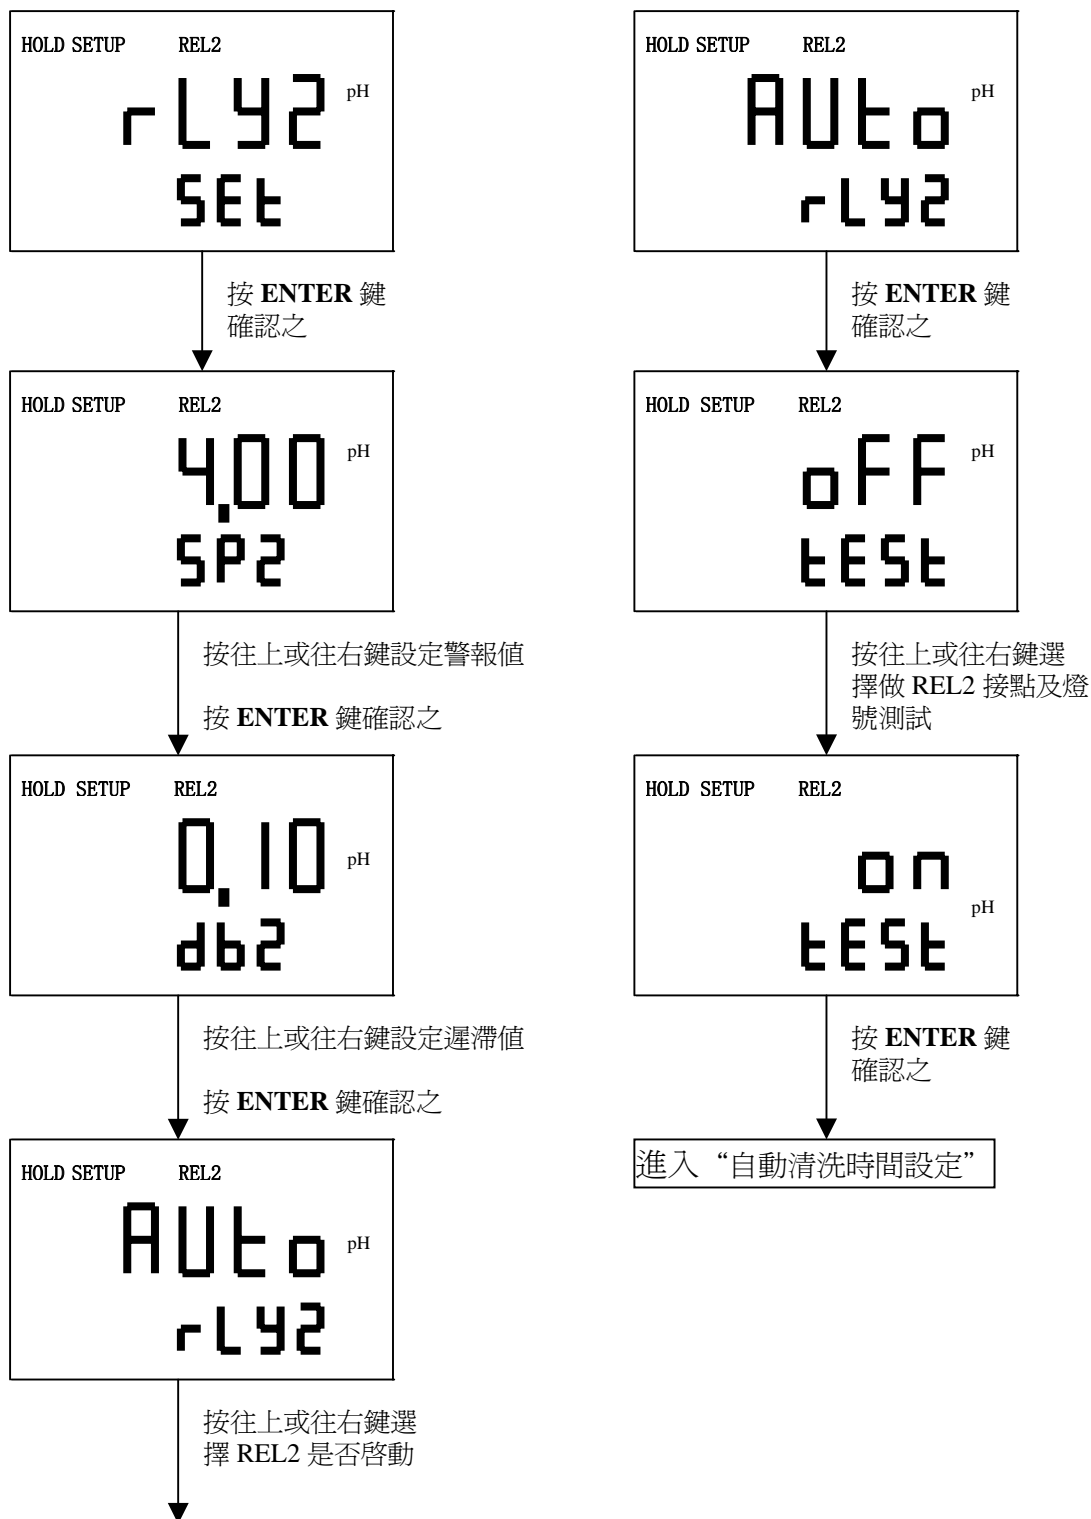 HOLD SETUP REL2
rLY2 pH
SEt
按 ENTER 鍵
確認之
HOLD SETUP REL2
4.00 pH
SP2
按往上或往右鍵設定警報值
按 ENTER 鍵確認之
HOLD SETUP REL2
0.10 pH
db2
按往上或往右鍵設定遲滯值
按 ENTER 鍵確認之
HOLD SETUP REL2
AUto pH
rLY2
按往上或往右鍵選
擇 REL2 是否啓動
HOLD SETUP REL2
AUto pH
rLY2
按 ENTER 鍵
確認之
HOLD SETUP REL2
oFF pH
tESt
按往上或往右鍵選
擇做 REL2 接點及燈
號測試
HOLD SETUP REL2
on
pH
tESt
按 ENTER 鍵
確認之
進入“自動清洗時間設定”